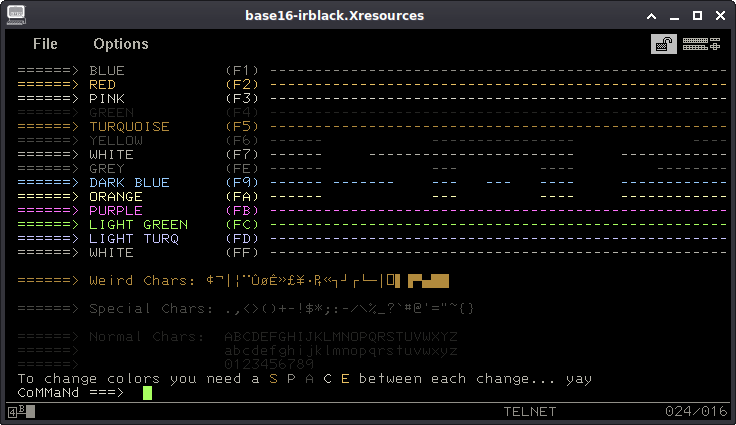 base16-irblack.Xresources
File Options
======> BLUE (F1) ----------------------------------------------------
======> RED (F2) ----------------------------------------------------
======> PINK (F3) ----------------------------------------------------
======> GREEN (F4)
======> TURQUOISE (F5) ----------------------------------------------------
======> YELLOW (F6) ------ --- ---- ----
======> WHITE (F7) ------ ------------- ------------- ------------
======> GREY (FE) ------ --- ---- ---
======> DARK BLUE (F9) ------ ------- --- --- ---- ---
======> ORANGE (FA) ------ --- ---- ------------
======> PURPLE (FB) ----------------------------------------------------
======> LIGHT GREEN (FC) ----------------------------------------------------
======> LIGHT TURQ (FD) ----------------------------------------------------
======> WHITE (FF) ----------------------------------------------------
======> Weird Chars:
======> Special Chars: .,<>()+-!$*;:-/\%_?`#@'="~{}
======> Normal Chars: ABCDEFGHIJKLMNOPQRSTUVWXYZ
======> abcdefghijklmnopqrstuvwxyz
======> 0123456789
To change colors you need a S P A C E between each change... yay
CoMMaNd ===>
4B TELNET 024/016